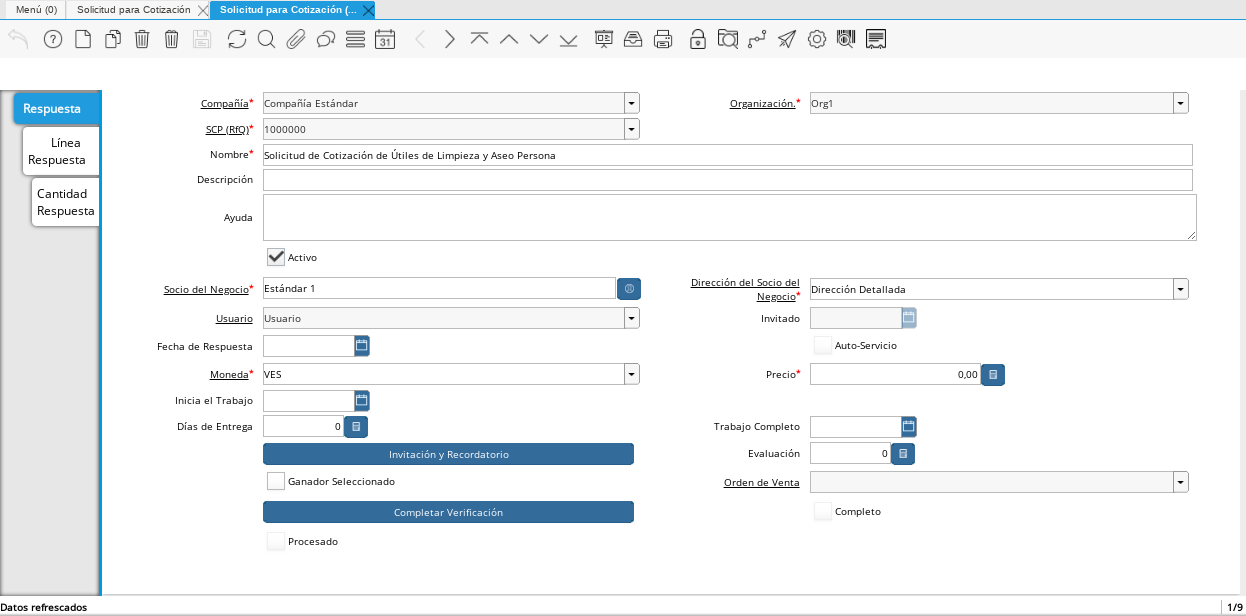 Menú (0)
Solicitud para Cotización
Solicitud para Cotización (...
31
Respuesta
Línea
Respuesta
Cantidad
Respuesta
Compañía*
Compañía Estándar
Organización.*
Org1
SCP (RfQ)*
1000000
Nombre*
Solicitud de Cotización de Útiles de Limpieza y Aseo Persona
Descripción
Ayuda
Activo
Socio del Negocio*
Estándar 1
Dirección del Socio del
Negocio*
Dirección Detallada
Usuario
Usuario
Invitado
Fecha de Respuesta
Auto-Servicio
Moneda*
VES
Precio*
0,00
Inicia el Trabajo
Días de Entrega
0
Trabajo Completo
Invitación y Recordatorio
Evaluación
0
Ganador Seleccionado
Orden de Venta
Completar Verificación
Completo
Procesado
Datos refrescados
1/9